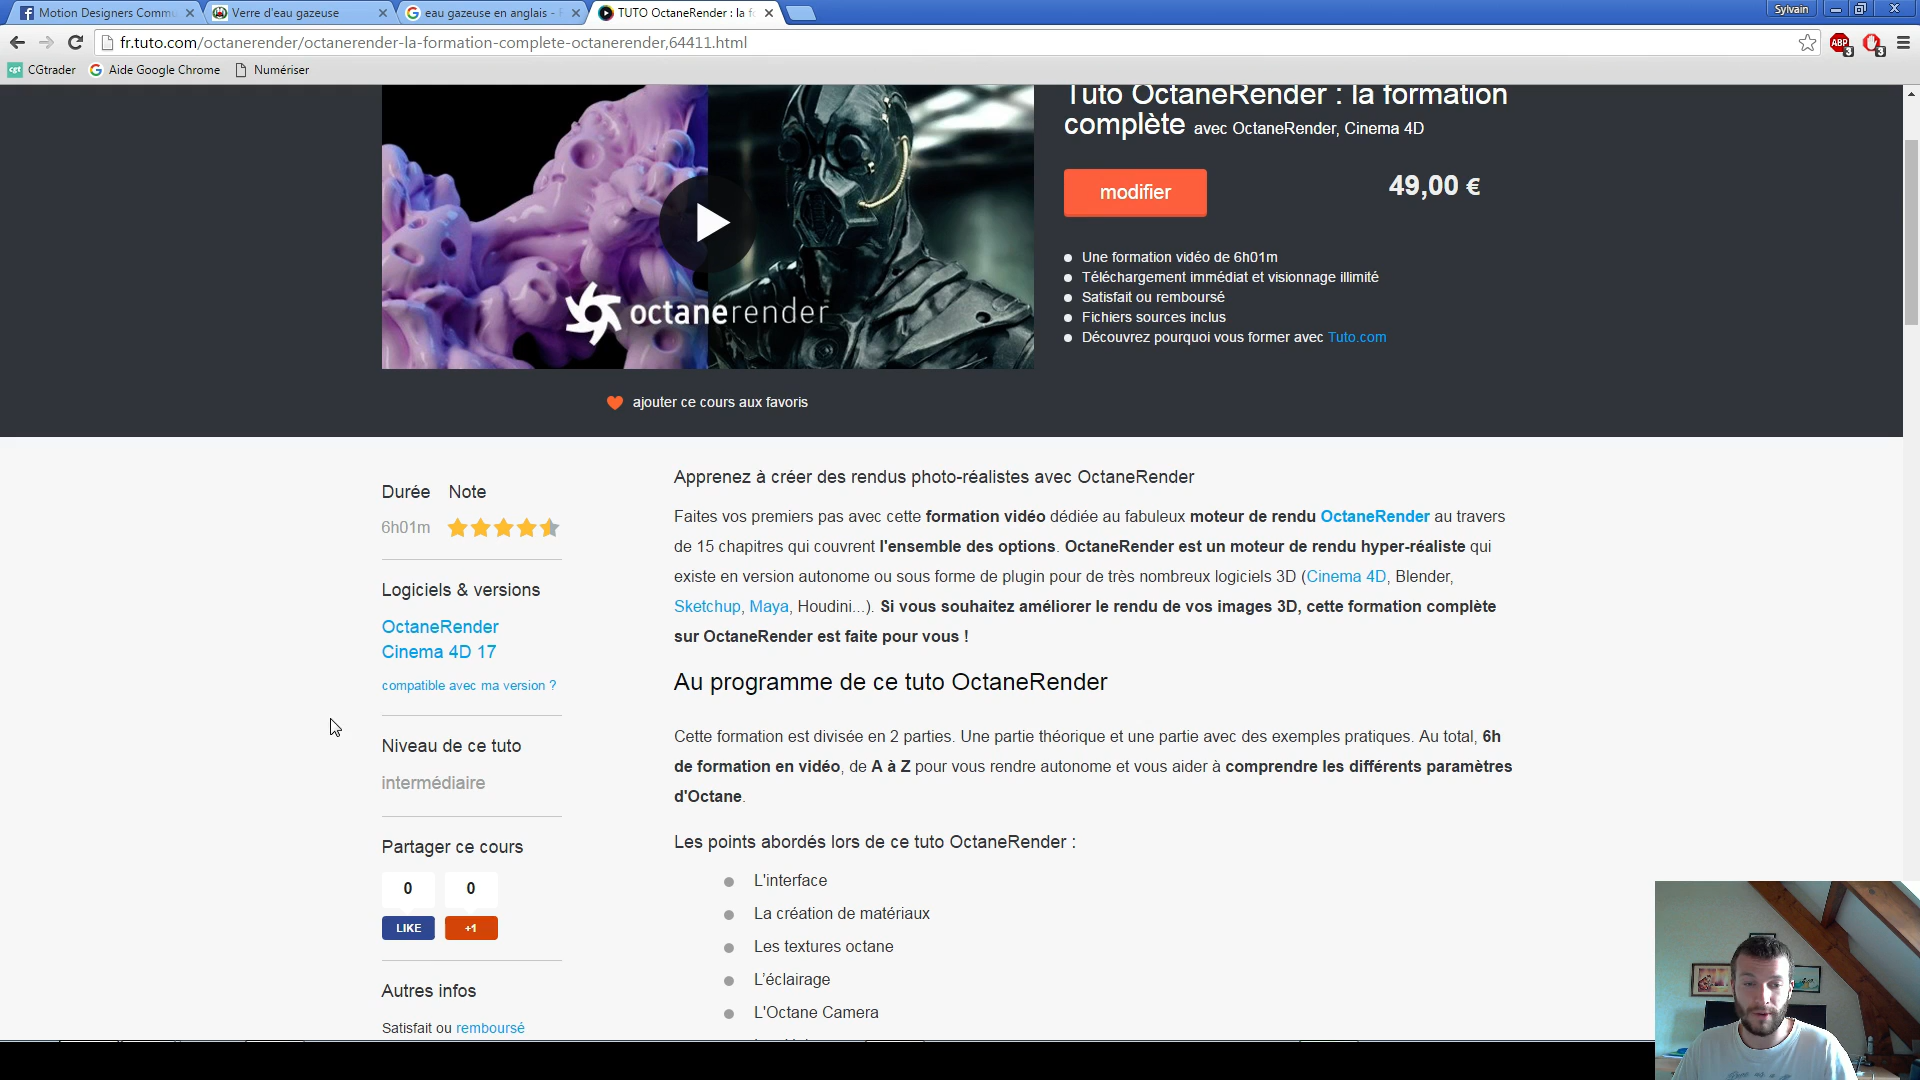 Motion Designers Commu
Verre d'eau gazeuse
eau gazeuse en anglais -
TUTO OctaneRender : la fo
Sylvain
fr.tuto.com/octanerender/octanerender-la-formation-complete-octanerender,64411.html
ABP
3
3
cgt
CGtrader
Aide Google Chrome
Numériser
Tuto OctaneRender : la formation
complète avec OctaneRender, Cinema 4D
modifier
49,00 €
Une formation vidéo de 6h01m
Téléchargement immédiat et visionnage illimité
Satisfait ou remboursé
Fichiers sources inclus
Découvrez pourquoi vous former avec Tuto.com
octanerender
ajouter ce cours aux favoris
Durée Note
6h01m
Logiciels & versions
OctaneRender
Cinema 4D 17
compatible avec ma version ?
Niveau de ce tuto
intermédiaire
Partager ce cours
0 0
LIKE +1
Autres infos
Satisfait ou remboursé
Apprenez à créer des rendus photo-réalistes avec OctaneRender
Faites vos premiers pas avec cette formation vidéo dédiée au fabuleux moteur de rendu OctaneRender au travers
de 15 chapitres qui couvrent l'ensemble des options. OctaneRender est un moteur de rendu hyper-réaliste qui
existe en version autonome ou sous forme de plugin pour de très nombreux logiciels 3D (Cinema 4D, Blender,
Sketchup, Maya, Houdini...). Si vous souhaitez améliorer le rendu de vos images 3D, cette formation complète
sur OctaneRender est faite pour vous !
Au programme de ce tuto OctaneRender
Cette formation est divisée en 2 parties. Une partie théorique et une partie avec des exemples pratiques. Au total, 6h
de formation en vidéo, de A à Z pour vous rendre autonome et vous aider à comprendre les différents paramètres
d'Octane.
Les points abordés lors de ce tuto OctaneRender :
L'interface
La création de matériaux
Les textures octane
L'éclairage
L'Octane Camera